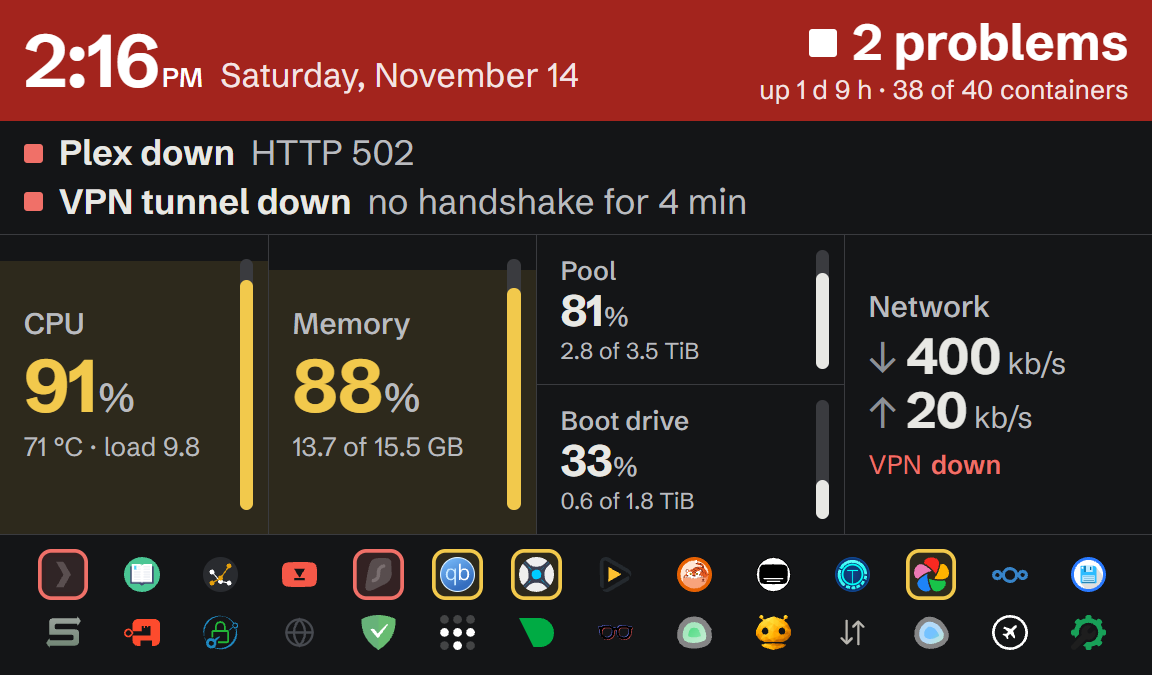 2:16 PM Saturday, November 14
2 problems
up 1 d 9 h · 38 of 40 containers
Plex down HTTP 502
VPN tunnel down no handshake for 4 min
CPU
91%
71 °C · load 9.8
Memory
88%
13.7 of 15.5 GB
Pool
81%
2.8 of 3.5 TiB
Boot drive
33%
0.6 of 1.8 TiB
Network
↓ 400 kb/s
↑ 20 kb/s
VPN down
qb
T